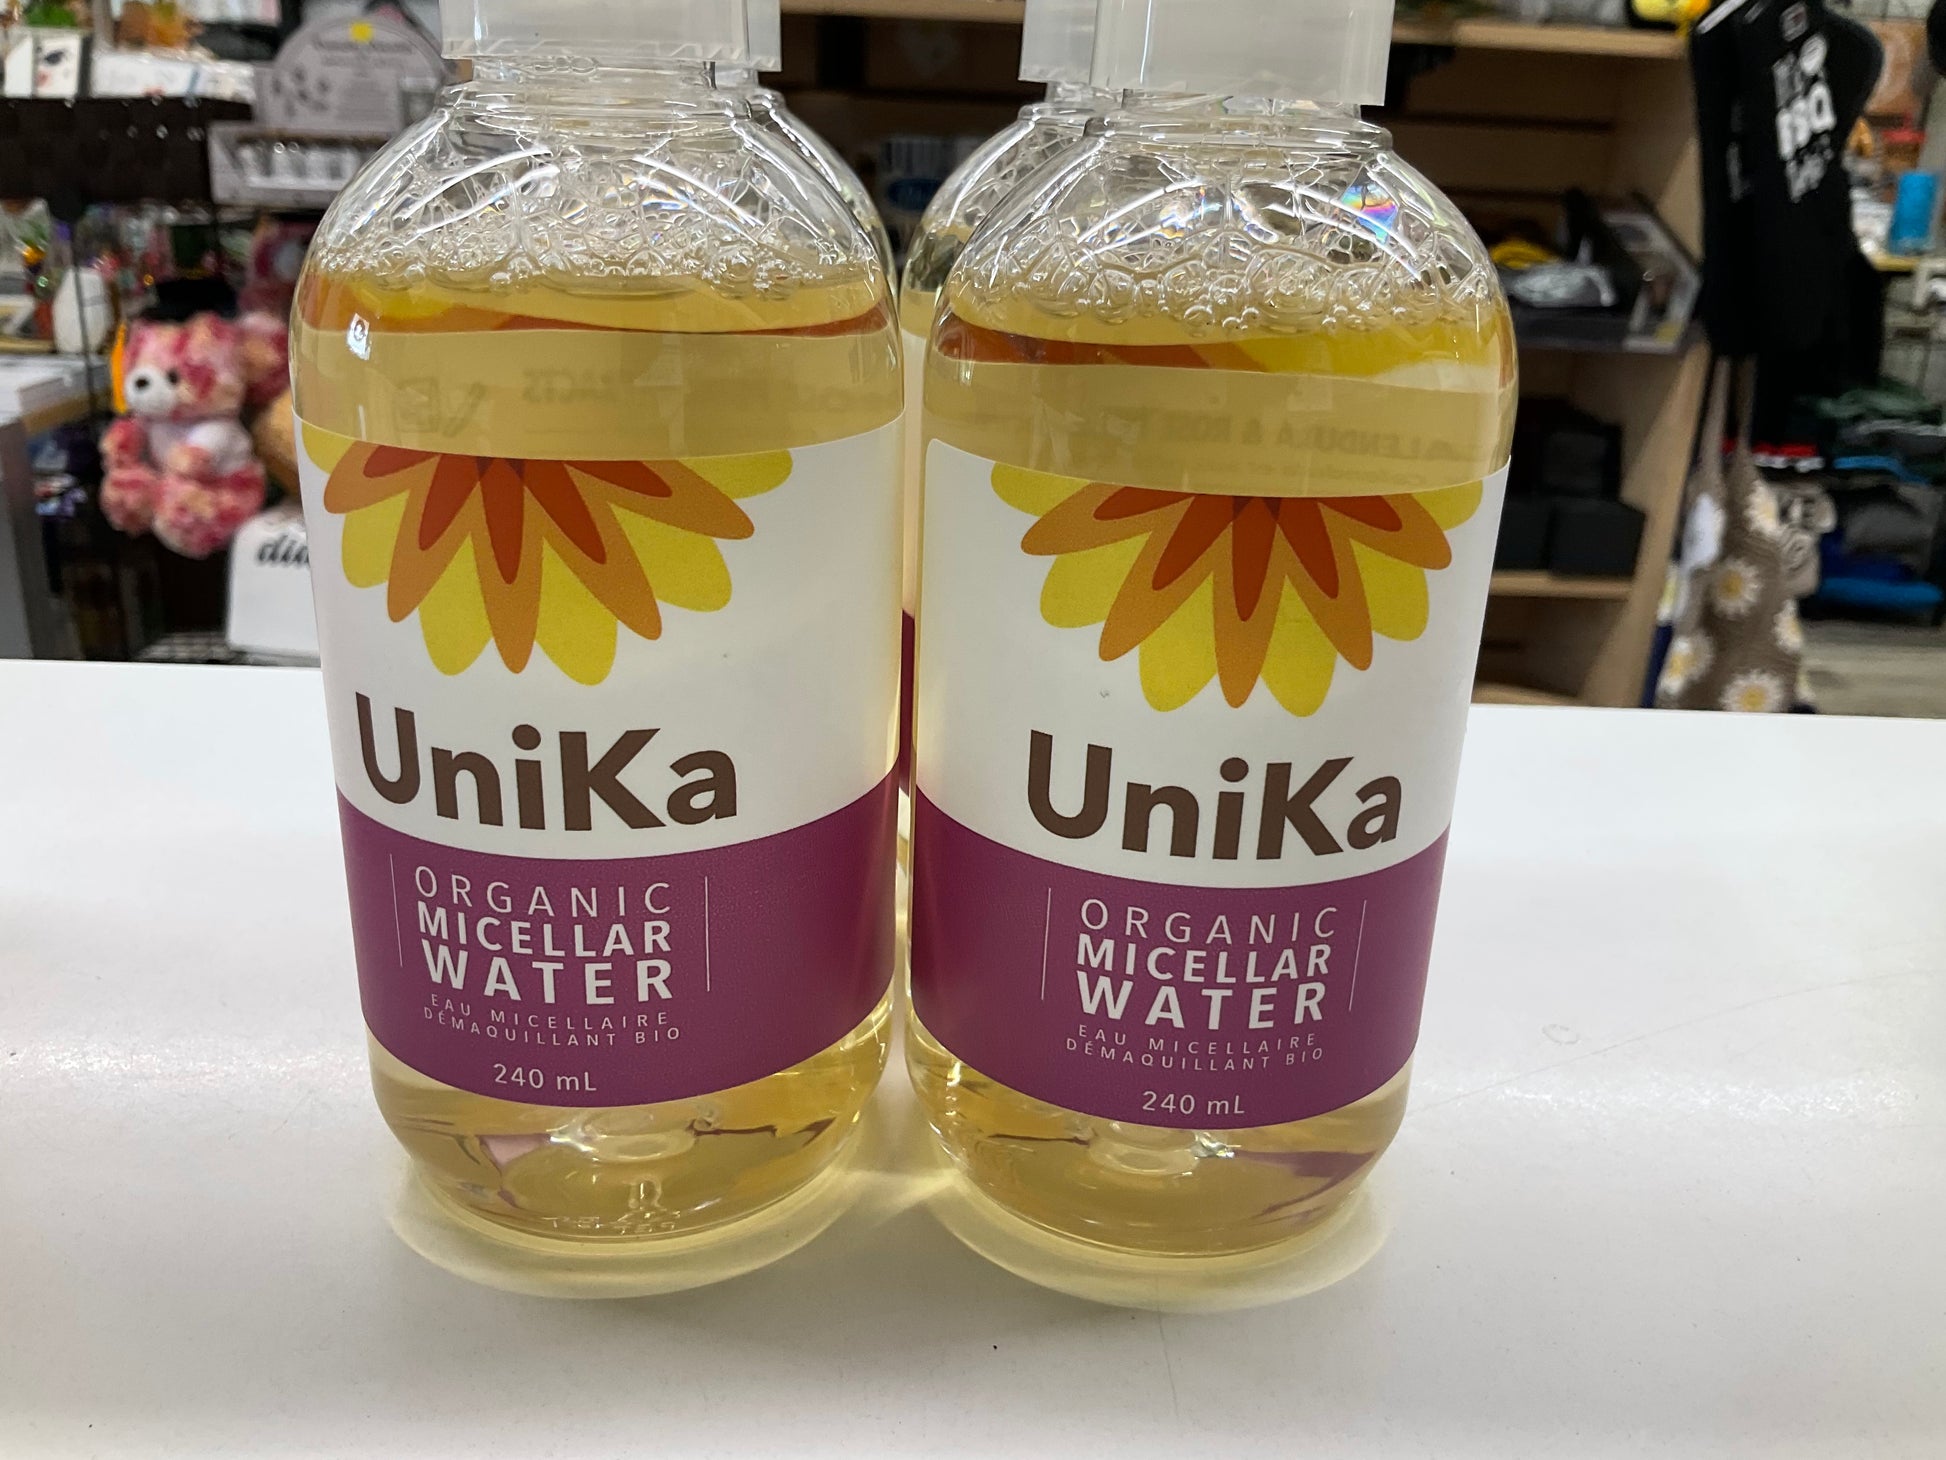 UniKa
ORGANIC
MICELLAR
WATER
EAU MICELLAIRE
DÉMAQUILLANT BIO
240 mL
UniKa
ORGANIC
MICELLAR
WATER
EAU MICELLAIRE
DÉMAQUILLANT BIO
240 mL